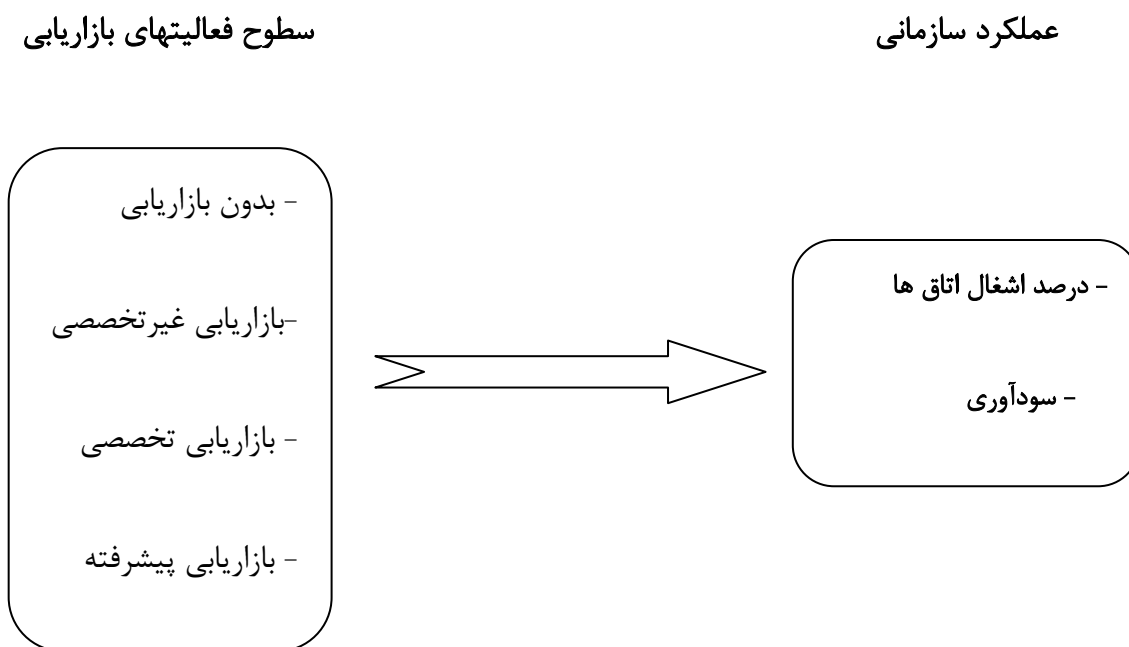 سطوح فعالیتهای بازاریابی
- بدون بازاریابی
-بازاریابی غیرتخصصی
- بازاریابی تخصصی
- بازاریابی پیشرفته
عملکرد سازمانی
- درصد اشغال اتاق ها
- سودآوری